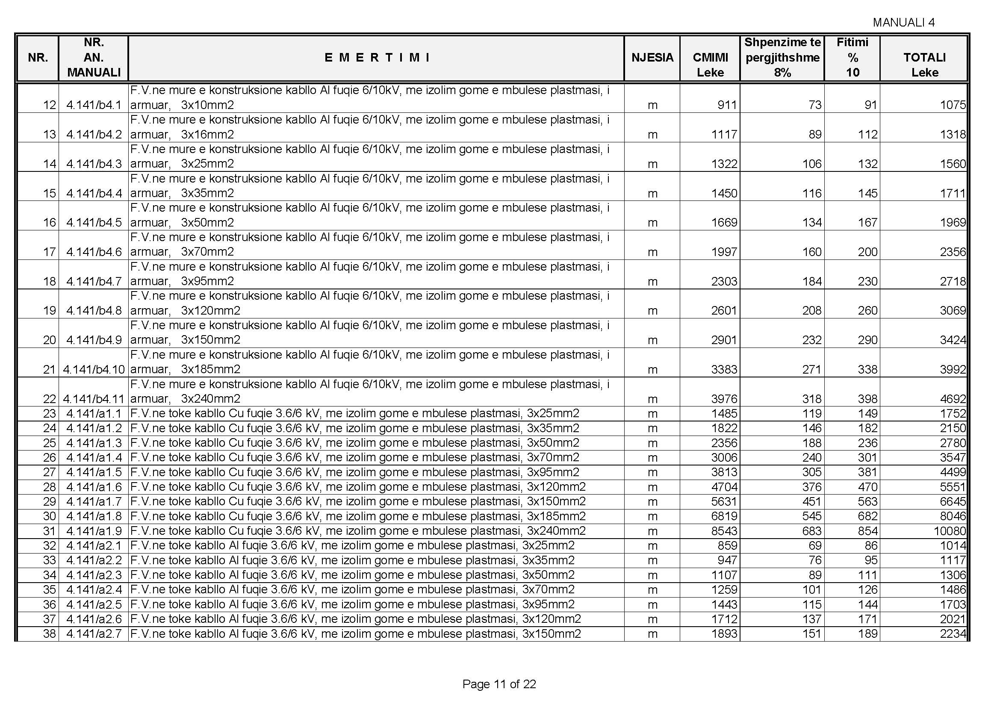 MANUALI 4
NR. NR. AN. MANUALI E M E R T I M I NJESIA CMIMI Leke Shpenzime te pergjithshme 8% Fitimi % 10 TOTALI Leke
F.V.ne mure e konstruksione kabllo Al fuqie 6/10kV, me izolim gome e mbulese plastmasi, i
12 4.141/b4.1 armuar, 3x10mm2 m 911 73 91 1075
F.V.ne mure e konstruksione kabllo Al fuqie 6/10kV, me izolim gome e mbulese plastmasi, i
13 4.141/b4.2 armuar, 3x16mm2 m 1117 89 112 1318
F.V.ne mure e konstruksione kabllo Al fuqie 6/10kV, me izolim gome e mbulese plastmasi, i
14 4.141/b4.3 armuar, 3x25mm2 m 1322 106 132 1560
F.V.ne mure e konstruksione kabllo Al fuqie 6/10kV, me izolim gome e mbulese plastmasi, i
15 4.141/b4.4 armuar, 3x35mm2 m 1450 116 145 1711
F.V.ne mure e konstruksione kabllo Al fuqie 6/10kV, me izolim gome e mbulese plastmasi, i
16 4.141/b4.5 armuar, 3x50mm2 m 1669 134 167 1969
F.V.ne mure e konstruksione kabllo Al fuqie 6/10kV, me izolim gome e mbulese plastmasi, i
17 4.141/b4.6 armuar, 3x70mm2 m 1997 160 200 2356
F.V.ne mure e konstruksione kabllo Al fuqie 6/10kV, me izolim gome e mbulese plastmasi, i
18 4.141/b4.7 armuar, 3x95mm2 m 2303 184 230 2718
F.V.ne mure e konstruksione kabllo Al fuqie 6/10kV, me izolim gome e mbulese plastmasi, i
19 4.141/b4.8 armuar, 3x120mm2 m 2601 208 260 3069
F.V.ne mure e konstruksione kabllo Al fuqie 6/10kV, me izolim gome e mbulese plastmasi, i
20 4.141/b4.9 armuar, 3x150mm2 m 2901 232 290 3424
F.V.ne mure e konstruksione kabllo Al fuqie 6/10kV, me izolim gome e mbulese plastmasi, i
21 4.141/b4.10 armuar, 3x185mm2 m 3383 271 338 3992
F.V.ne mure e konstruksione kabllo Al fuqie 6/10kV, me izolim gome e mbulese plastmasi, i
22 4.141/b4.11 armuar, 3x240mm2 m 3976 318 398 4692
23 4.141/a1.1 F.V.ne toke kabllo Cu fuqie 3.6/6 kV, me izolim gome e mbulese plastmasi, 3x25mm2 m 1485 119 149 1752
24 4.141/a1.2 F.V.ne toke kabllo Cu fuqie 3.6/6 kV, me izolim gome e mbulese plastmasi, 3x35mm2 m 1822 146 182 2150
25 4.141/a1.3 F.V.ne toke kabllo Cu fuqie 3.6/6 kV, me izolim gome e mbulese plastmasi, 3x50mm2 m 2356 188 236 2780
26 4.141/a1.4 F.V.ne toke kabllo Cu fuqie 3.6/6 kV, me izolim gome e mbulese plastmasi, 3x70mm2 m 3006 240 301 3547
27 4.141/a1.5 F.V.ne toke kabllo Cu fuqie 3.6/6 kV, me izolim gome e mbulese plastmasi, 3x95mm2 m 3813 305 381 4499
28 4.141/a1.6 F.V.ne toke kabllo Cu fuqie 3.6/6 kV, me izolim gome e mbulese plastmasi, 3x120mm2 m 4704 376 470 5551
29 4.141/a1.7 F.V.ne toke kabllo Cu fuqie 3.6/6 kV, me izolim gome e mbulese plastmasi, 3x150mm2 m 5631 451 563 6645
30 4.141/a1.8 F.V.ne toke kabllo Cu fuqie 3.6/6 kV, me izolim gome e mbulese plastmasi, 3x185mm2 m 6819 545 682 8046
31 4.141/a1.9 F.V.ne toke kabllo Cu fuqie 3.6/6 kV, me izolim gome e mbulese plastmasi, 3x240mm2 m 8543 683 854 10080
32 4.141/a2.1 F.V.ne toke kabllo Al fuqie 3.6/6 kV, me izolim gome e mbulese plastmasi, 3x25mm2 m 859 69 86 1014
33 4.141/a2.2 F.V.ne toke kabllo Al fuqie 3.6/6 kV, me izolim gome e mbulese plastmasi, 3x35mm2 m 947 76 95 1117
34 4.141/a2.3 F.V.ne toke kabllo Al fuqie 3.6/6 kV, me izolim gome e mbulese plastmasi, 3x50mm2 m 1107 89 111 1306
35 4.141/a2.4 F.V.ne toke kabllo Al fuqie 3.6/6 kV, me izolim gome e mbulese plastmasi, 3x70mm2 m 1259 101 126 1486
36 4.141/a2.5 F.V.ne toke kabllo Al fuqie 3.6/6 kV, me izolim gome e mbulese plastmasi, 3x95mm2 m 1443 115 144 1703
37 4.141/a2.6 F.V.ne toke kabllo Al fuqie 3.6/6 kV, me izolim gome e mbulese plastmasi, 3x120mm2 m 1712 137 171 2021
38 4.141/a2.7 F.V.ne toke kabllo Al fuqie 3.6/6 kV, me izolim gome e mbulese plastmasi, 3x150mm2 m 1893 151 189 2234
Page 11 of 22